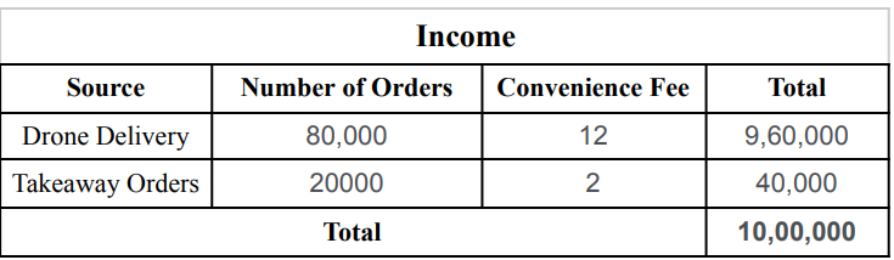 Income
Source Number of Orders Convenience Fee Total
Drone Delivery 80,000 12 9,60,000
Takeaway Orders 20000 2 40,000
Total 10,00,000